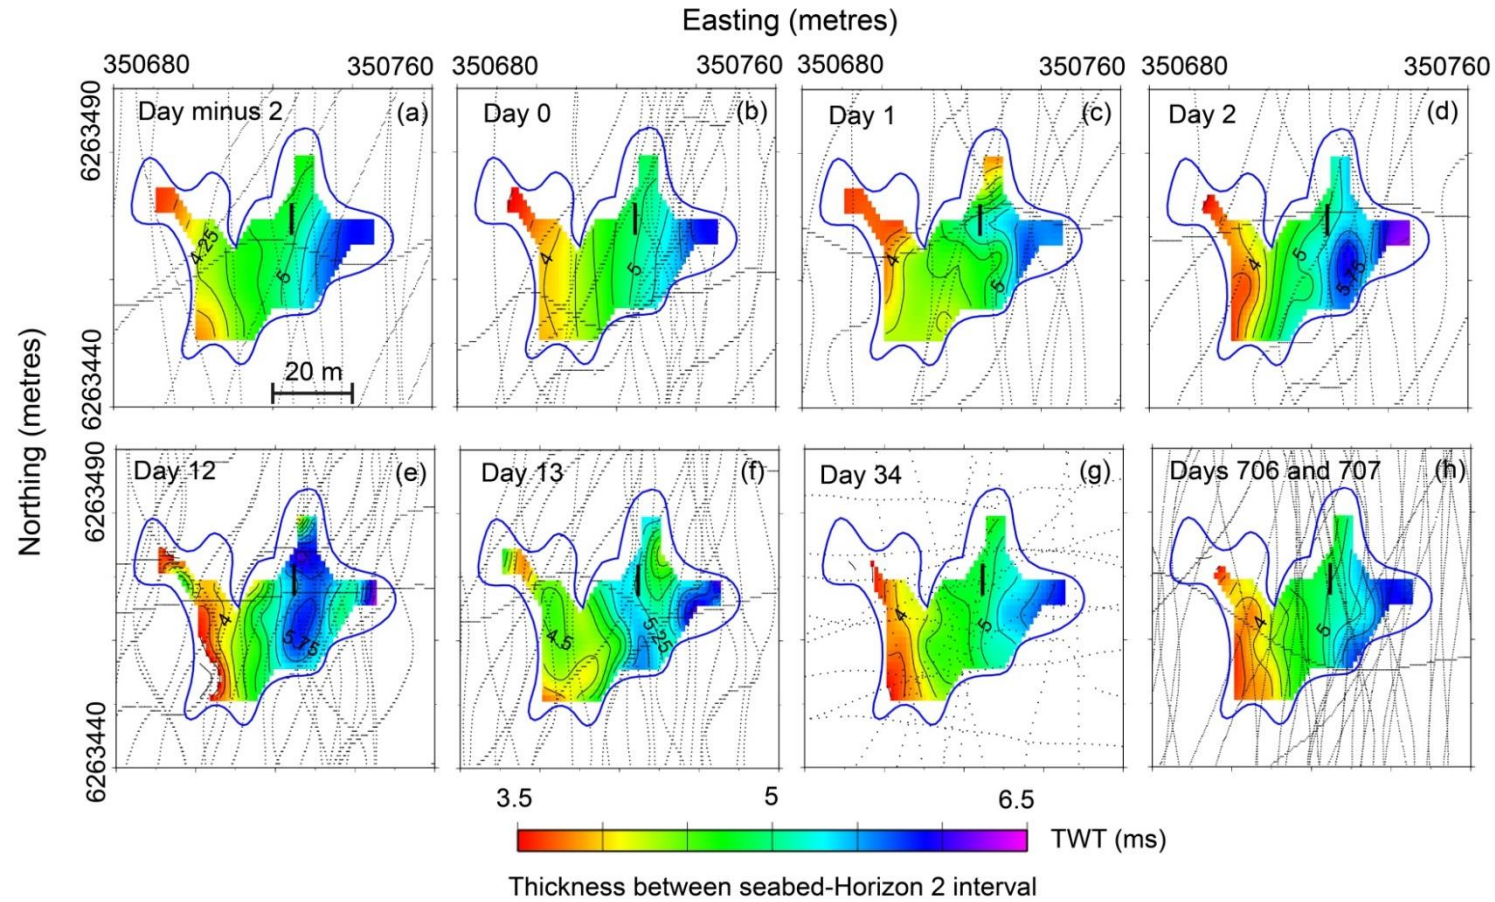 Easting (metres)
350680 350760 350680 350760 350680 350760 350680 350760
6263490
Day minus 2 (a) Day 0 (b) Day 1 (c) Day 2 (d)
4.25 5 4 5 4 5 4 5 5.75
20 m
6263440
Northing (metres)
6263490
Day 12 (e) Day 13 (f) Day 34 (g) Days 706 and 707 (h)
4 5.75 4.5 5.25 4 5 4 5
6263440
3.5 5 6.5
TWT (ms)
Thickness between seabed-Horizon 2 interval